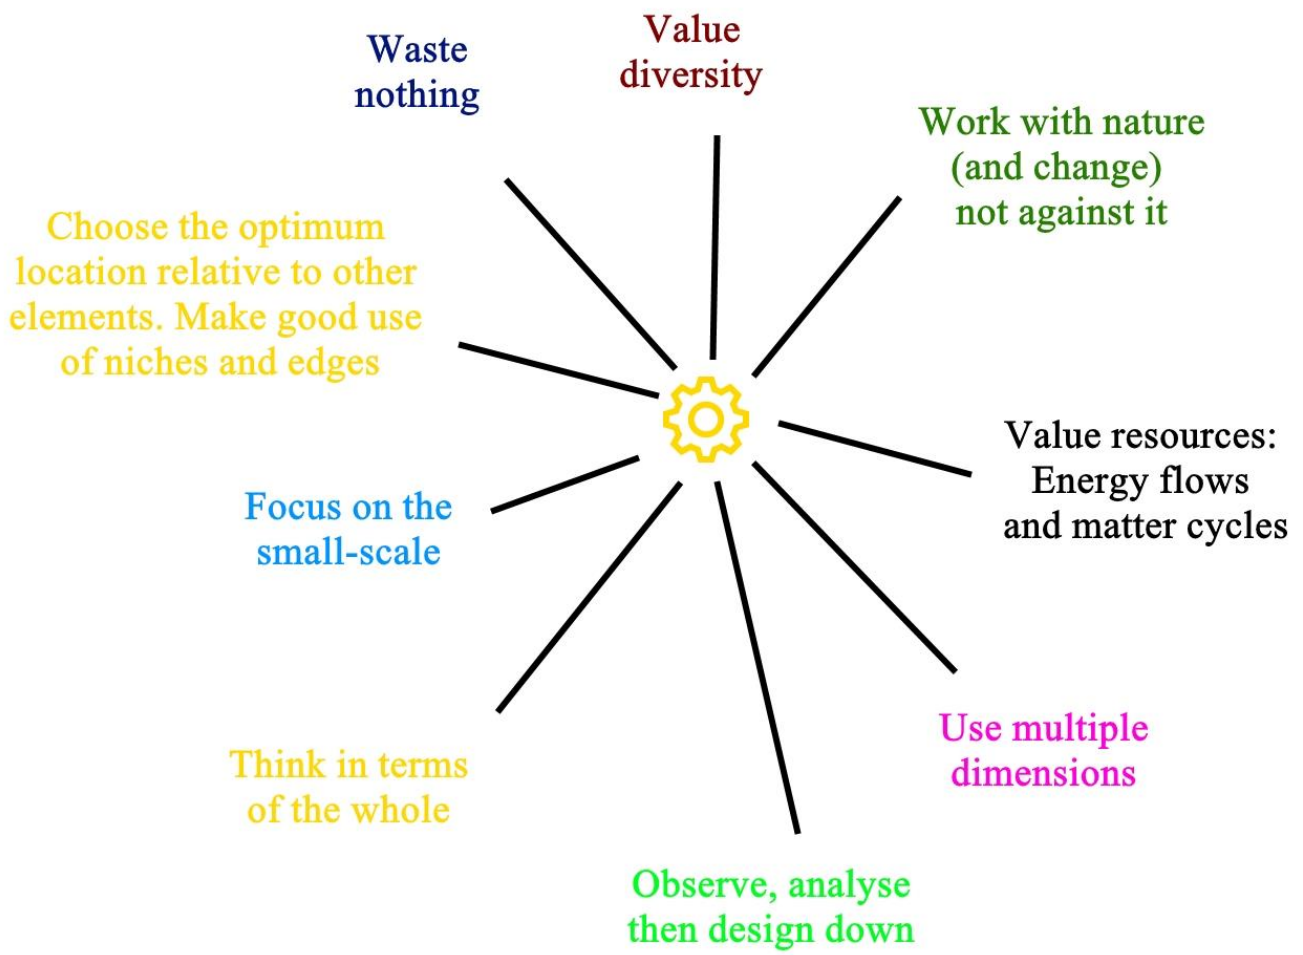 Waste
nothing
Value
diversity
Work with nature
(and change)
not against it
Choose the optimum
location relative to other
elements. Make good use
of niches and edges
Value resources:
Energy flows
and matter cycles
Focus on the
small-scale
Use multiple
dimensions
Think in terms
of the whole
Observe, analyse
then design down